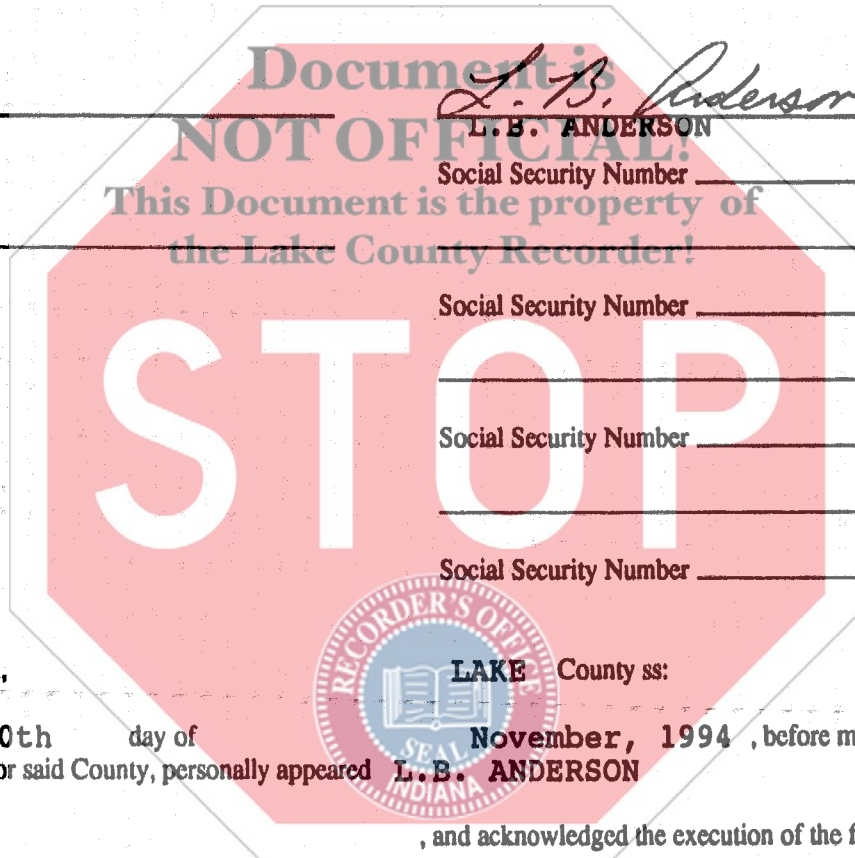 Document is
L. B. Anderson
L.B. ANDERSON
NOT OFFICIAL!
Social Security Number
This Document is the property of
the Lake County Recorder!
Social Security Number
STOP
Social Security Number
Social Security Number
RECORDER'S OFFICE
SEAL
INDIANA
LAKE County ss:
0th day of November, 1994 , before m
or said County, personally appeared L.B. ANDERSON
, and acknowledged the execution of the f